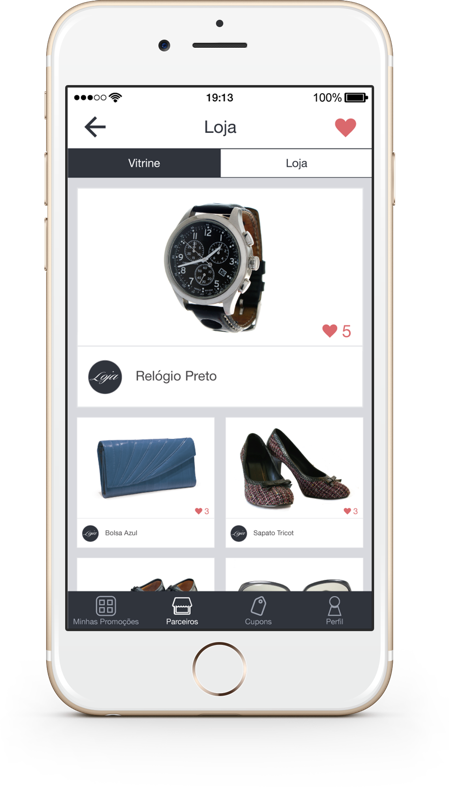 19:13
100%
Loja
Vitrine
Loja
12
5
Loja
Relógio Preto
3
3
Loja
Bolsa Azul
Loja
Sapato Tricot
Minhas Promoções
Parceiros
Cupons
Perfil